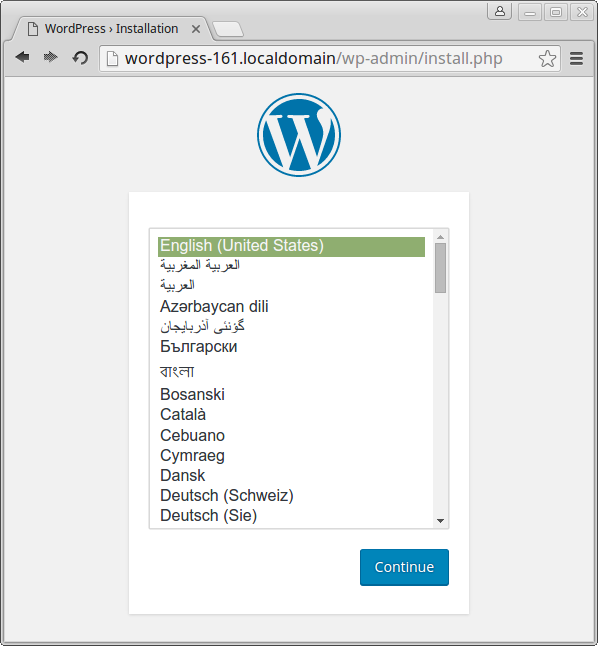 WordPress › Installation
wordpress-161.localdomain/wp-admin/install.php
English (United States)
العربية المغربية
العربية
Azərbaycan dili
گؤنئی آذربایجان
Български
বাংলা
Bosanski
Català
Cebuano
Cymraeg
Dansk
Deutsch (Schweiz)
Deutsch (Sie)
Continue